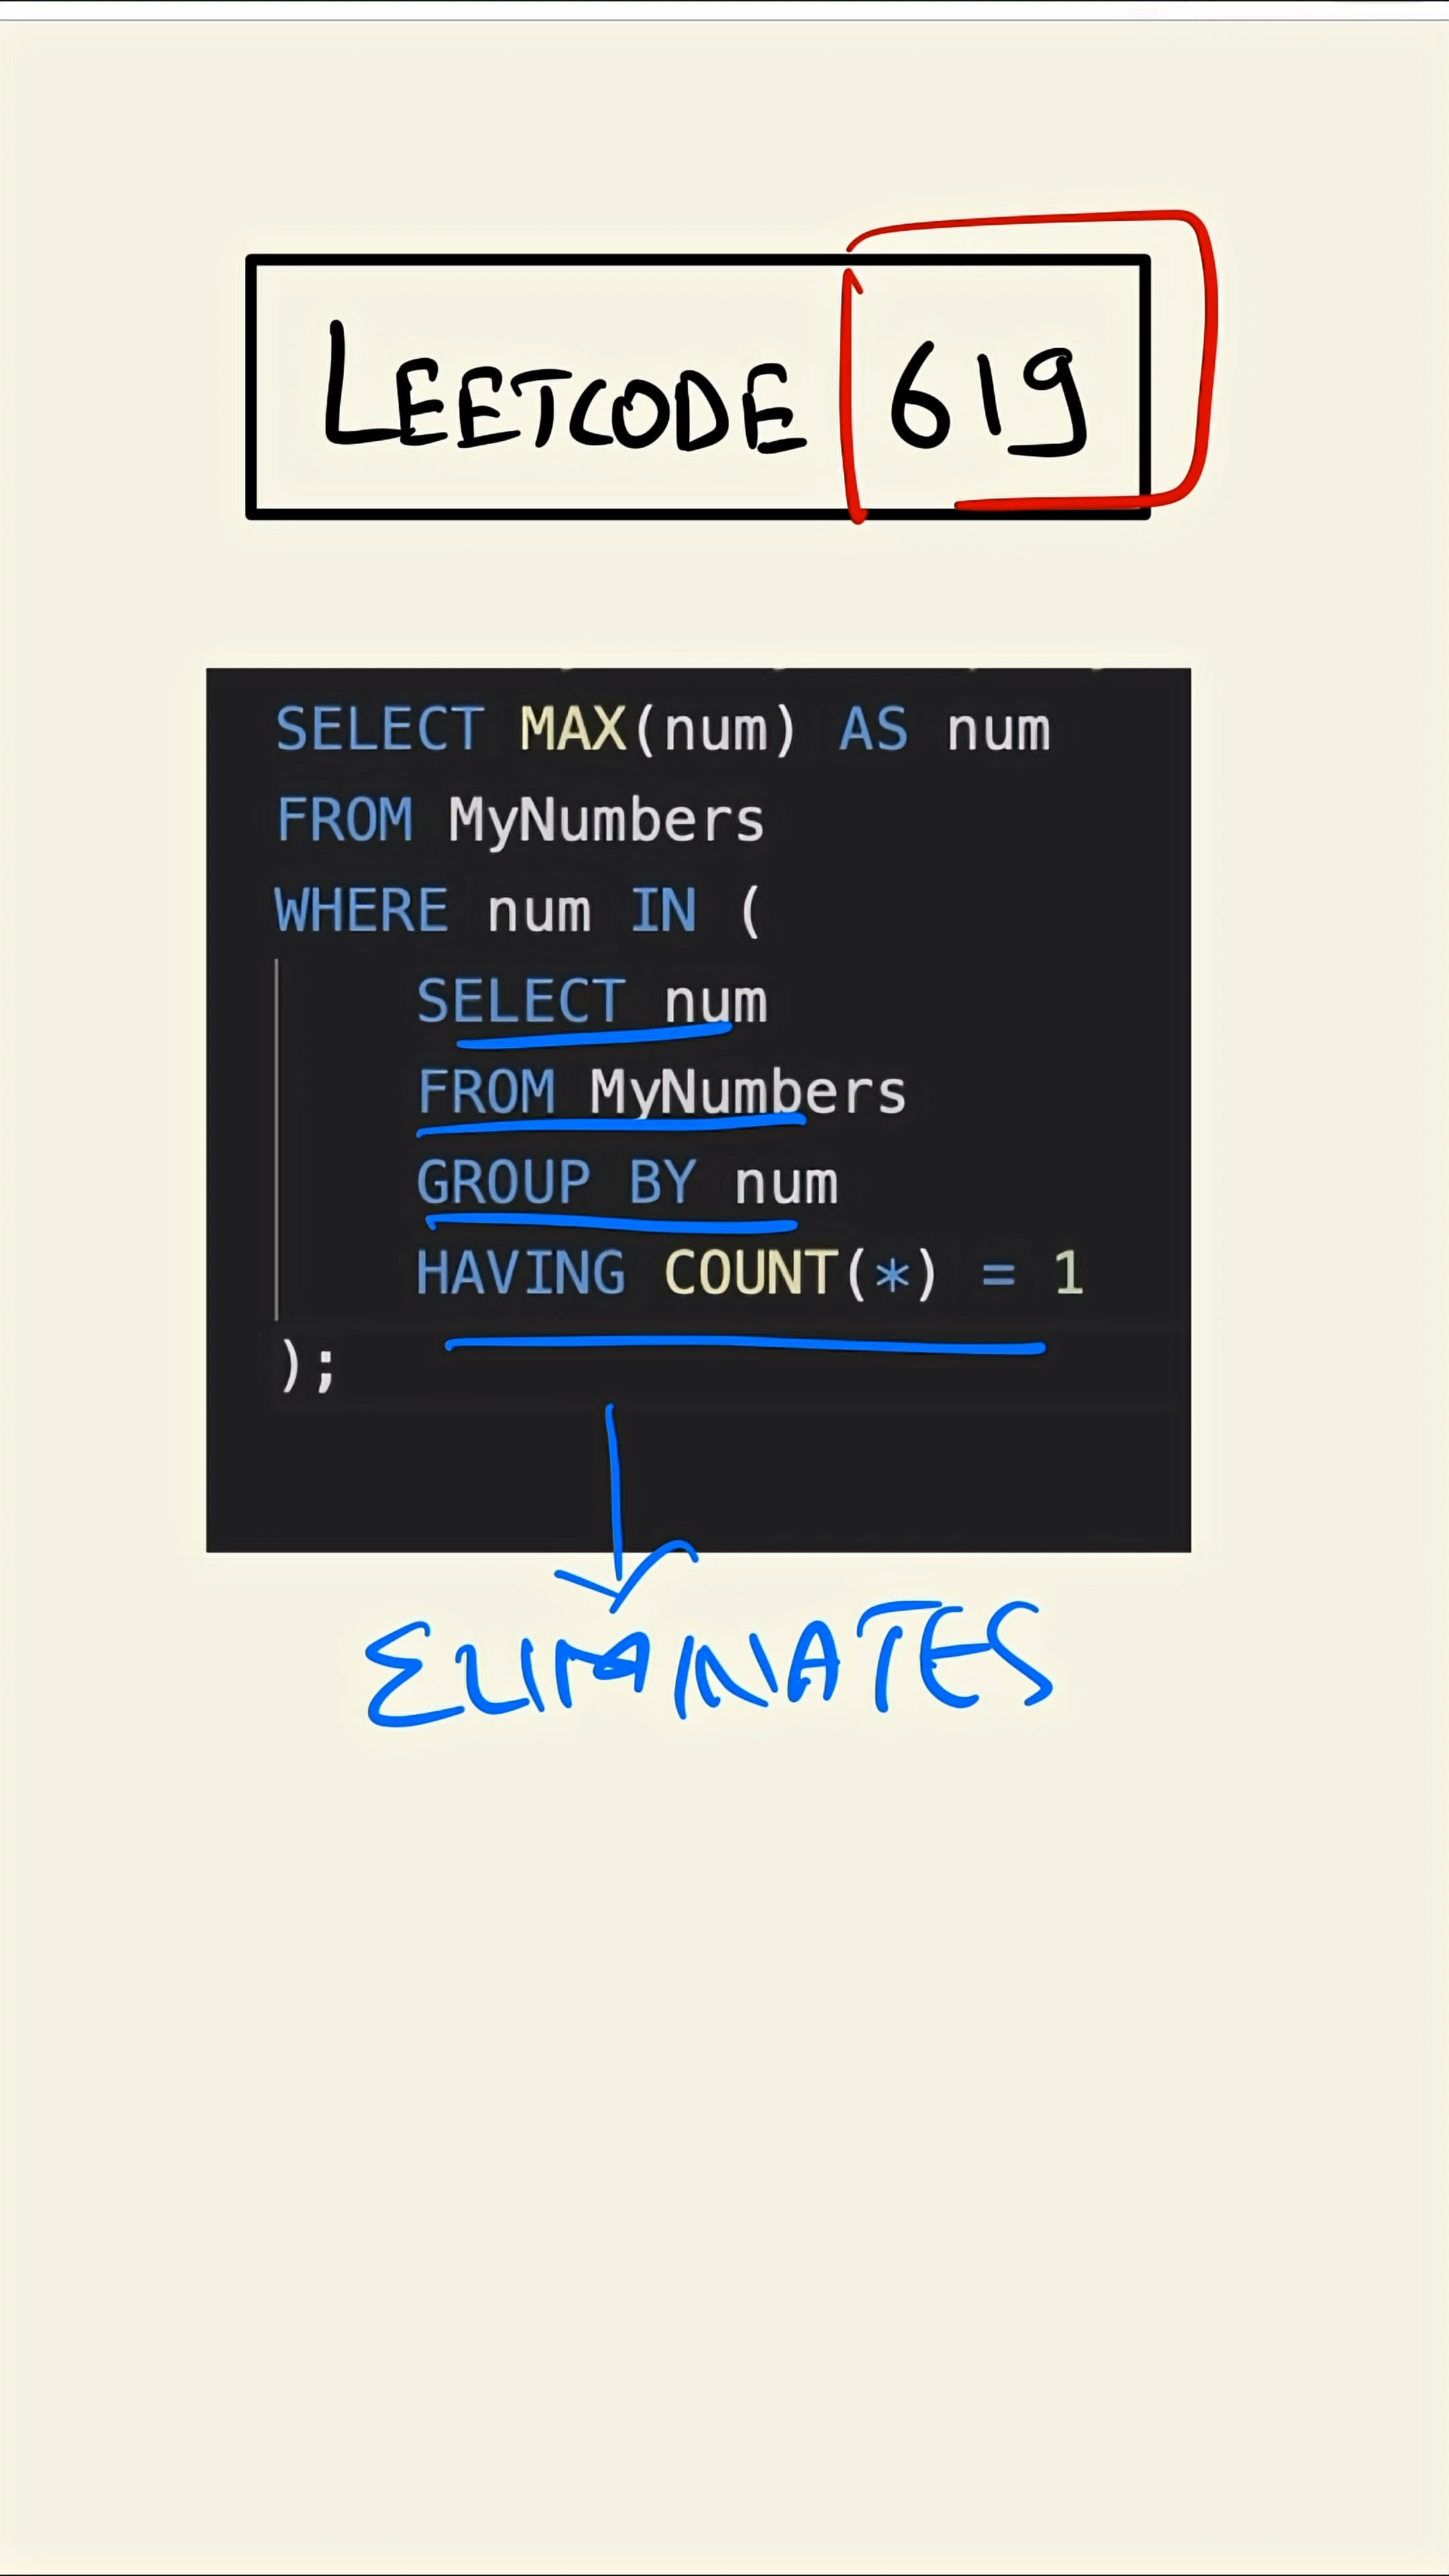 LEETCODE 619
SELECT MAX(num) AS num
FROM MyNumbers
WHERE num IN (
SELECT num
FROM MyNumbers
GROUP BY num
HAVING COUNT(*) = 1
);
ELIMINATES